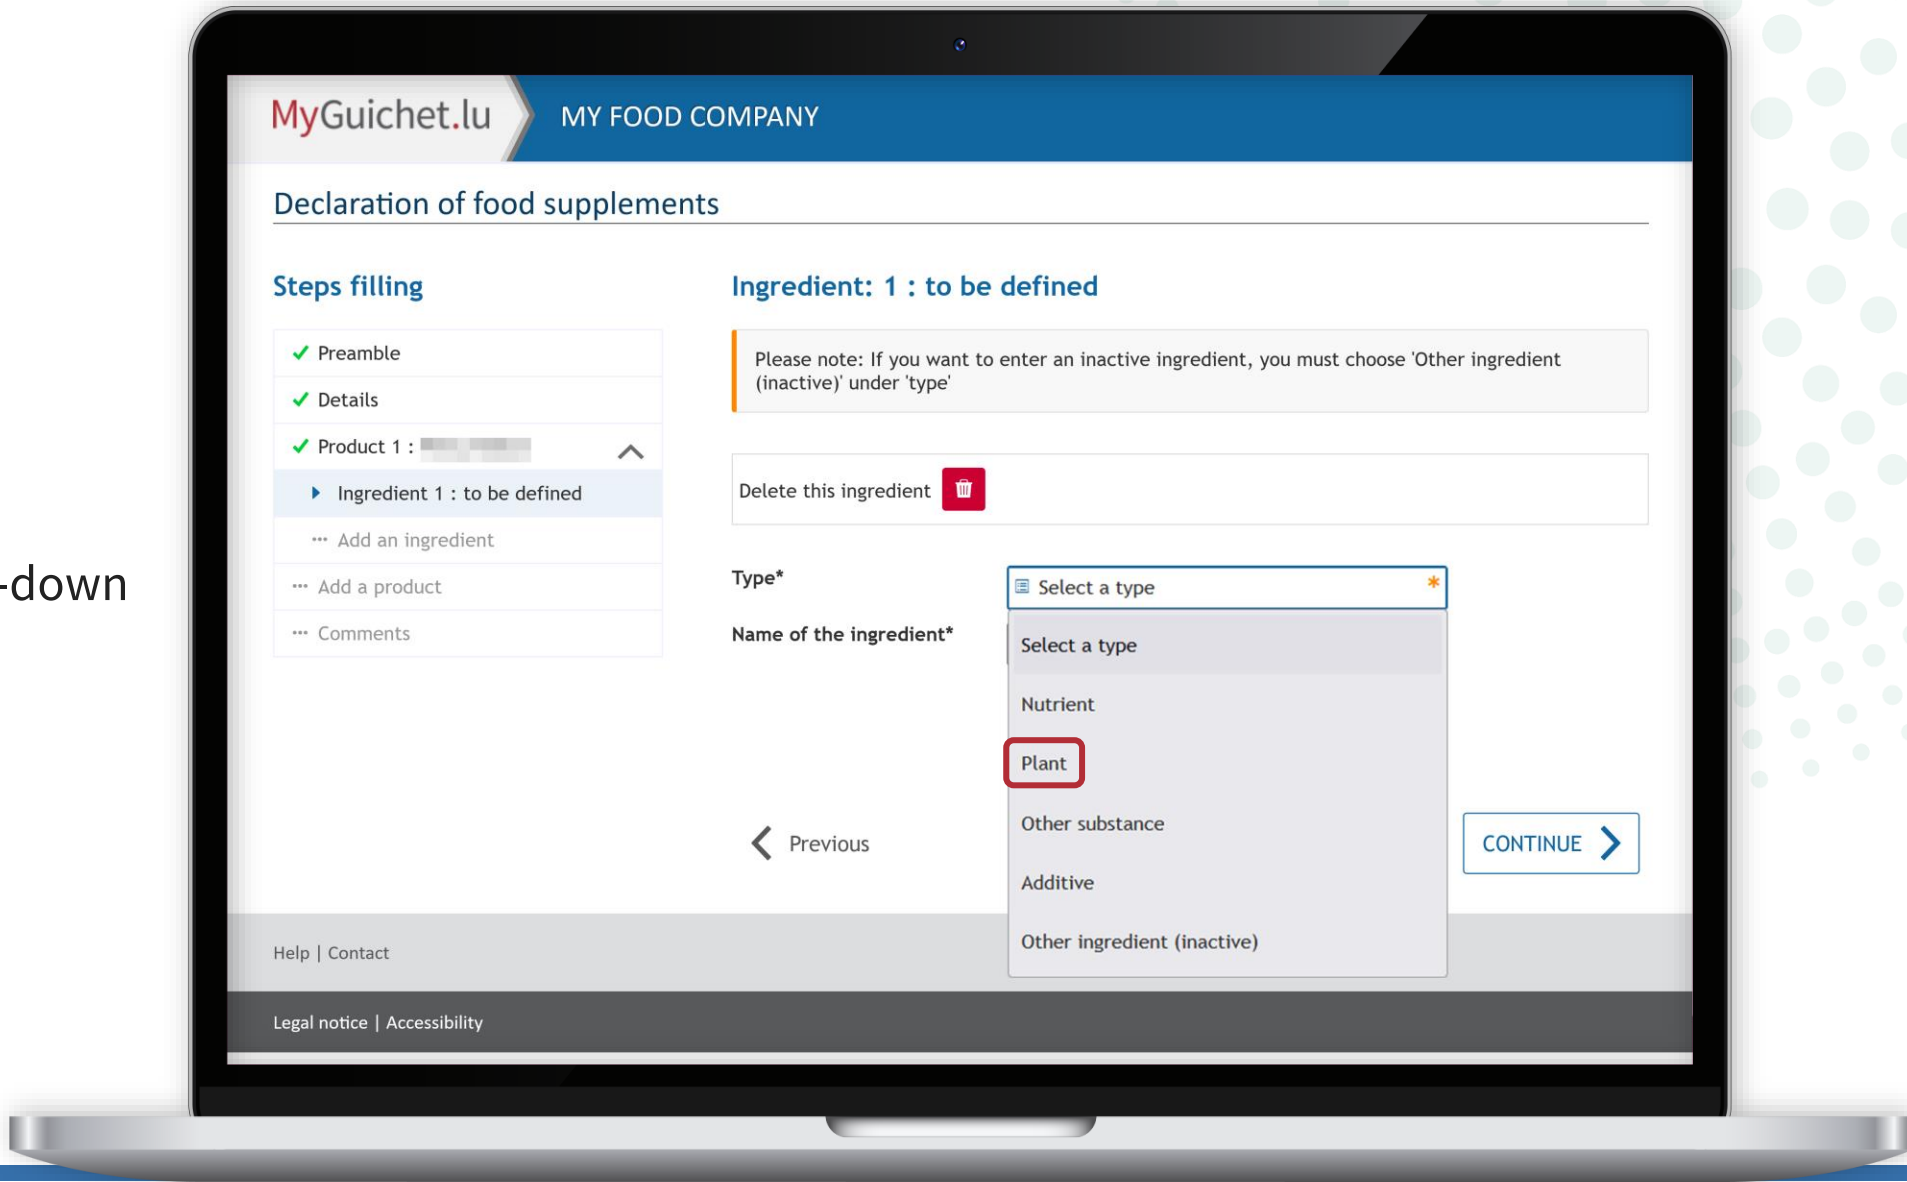 MyGuichet.lu
MY FOOD COMPANY
Declaration of food supplements
Steps filling
Preamble
Details
Product 1 :
Ingredient 1 : to be defined
Add an ingredient
Add a product
Comments
-down
Ingredient: 1 : to be defined
Please note: If you want to enter an inactive ingredient, you must choose 'Other ingredient
(inactive)' under 'type'
Delete this ingredient
Type*
Select a type *
Name of the ingredient*
Select a type
Nutrient
Plant
Other substance
Additive
Other ingredient (inactive)
Previous
CONTINUE
Help | Contact
Legal notice | Accessibility